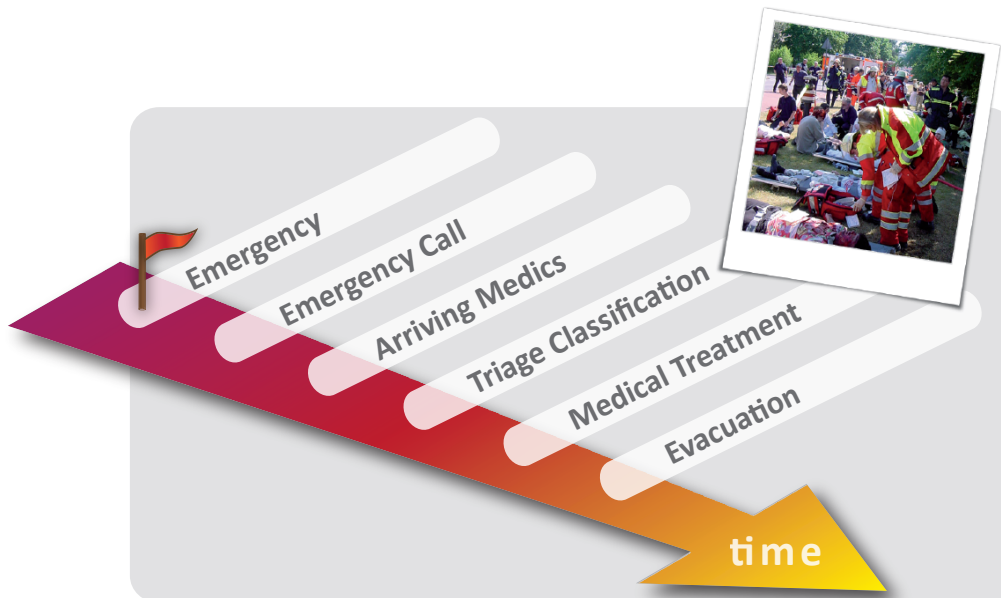 Emergency
Emergency Call
Arriving Medics
Triage Classification
Medical Treatment
Evacuation
time